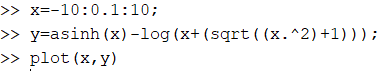 >> x=-10:0.1:10;
>> y=asinh(x)-log(x+(sqrt((x.^2)+1)));
>> plot(x,y)